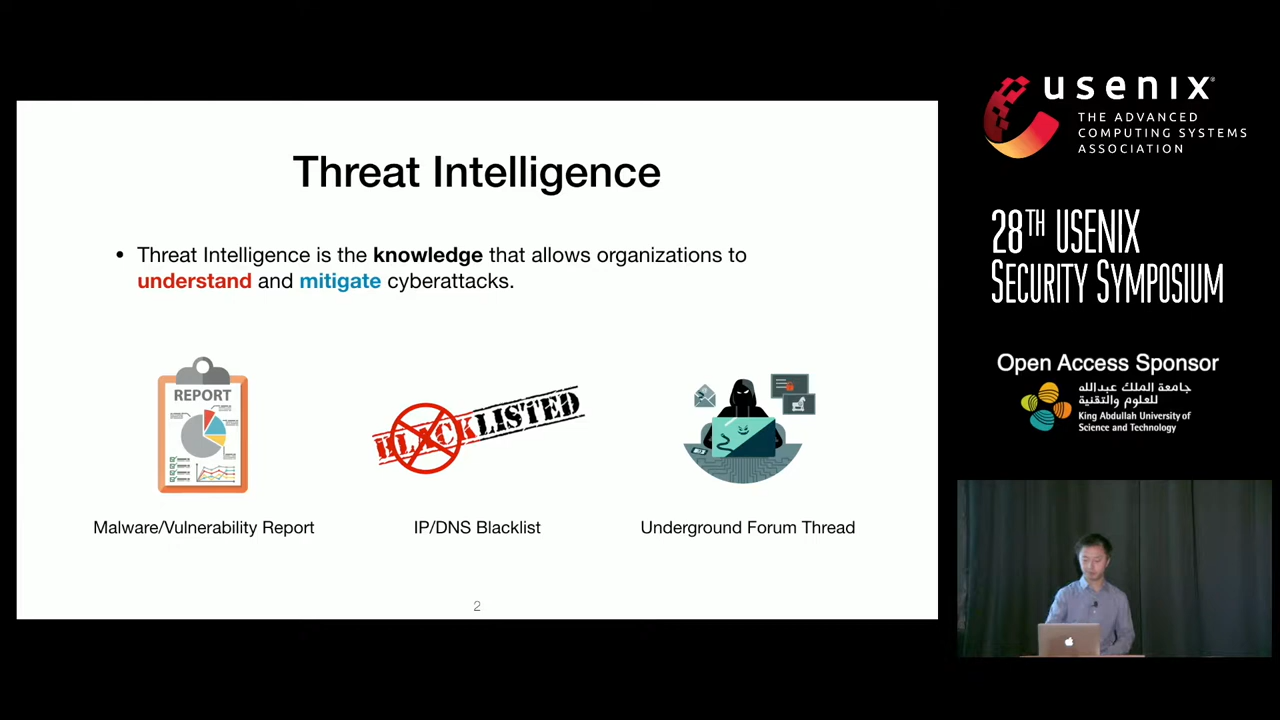 Threat Intelligence
• Threat Intelligence is the knowledge that allows organizations to
understand and mitigate cyberattacks.
REPORT
BLACKLISTED
Malware/Vulnerability Report
IP/DNS Blacklist
Underground Forum Thread
2
usenix
THE ADVANCED
COMPUTING SYSTEMS
ASSOCIATION
28TH USENIX
SECURITY SYMPOSIUM
Open Access Sponsor
جامعة الملك عبدالله
للعلوم والتقنية
King Abdullah University of
Science and Technology